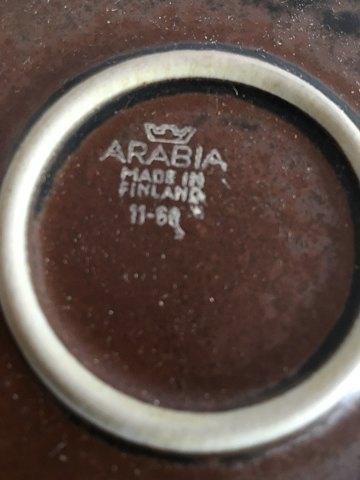 ARABIA
MADE IN
FINLAND
11-68